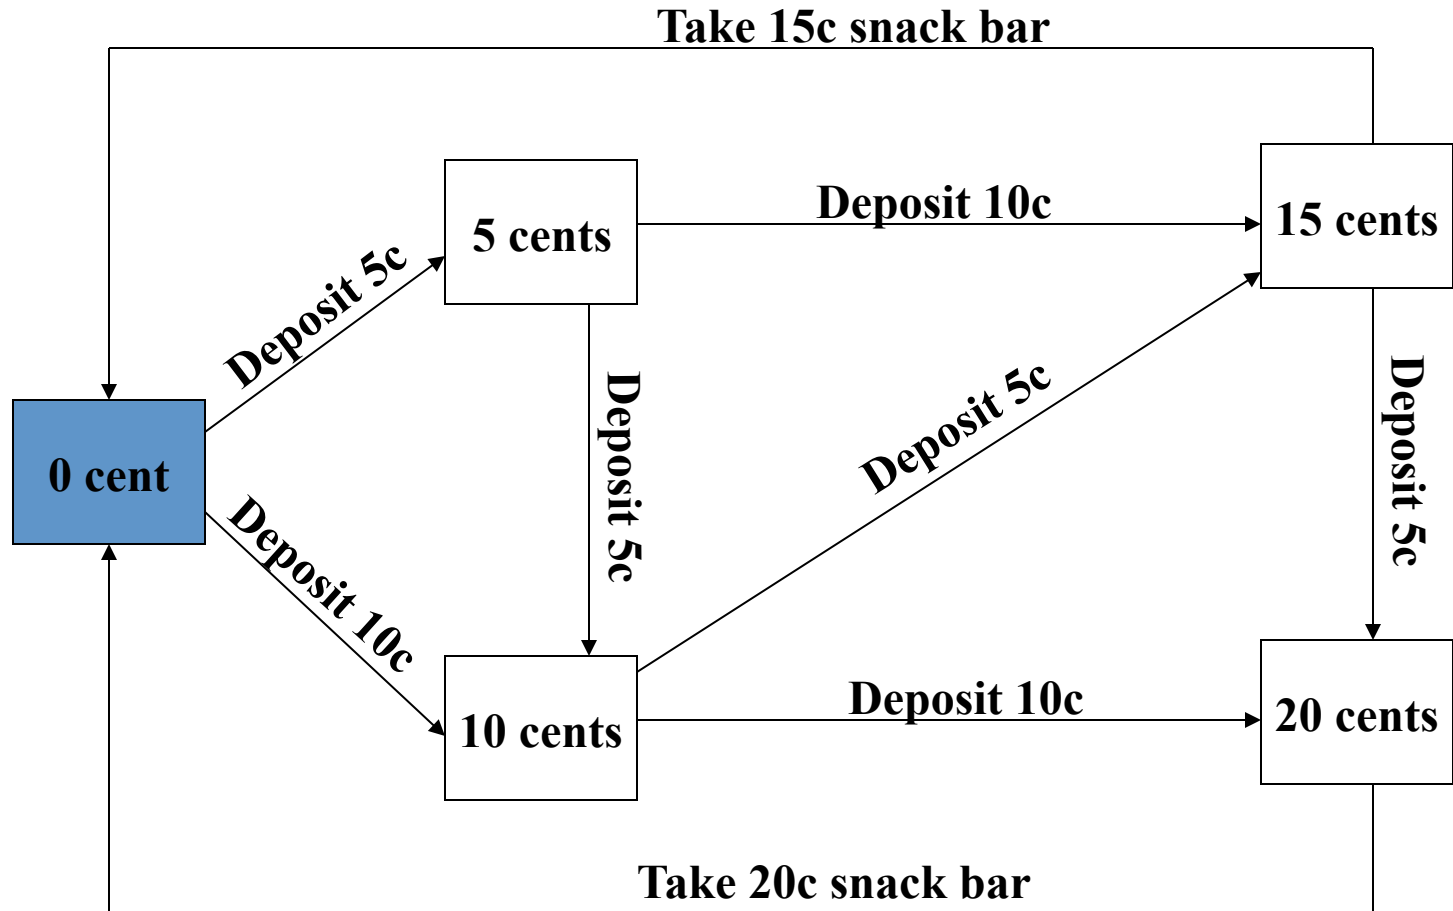 Take 15c snack bar
5 cents
Deposit 10c
15 cents
Deposit 5c
Deposit 5c
Deposit 5c
Deposit 5c
0 cent
Deposit 10c
10 cents
Deposit 10c
20 cents
Take 20c snack bar